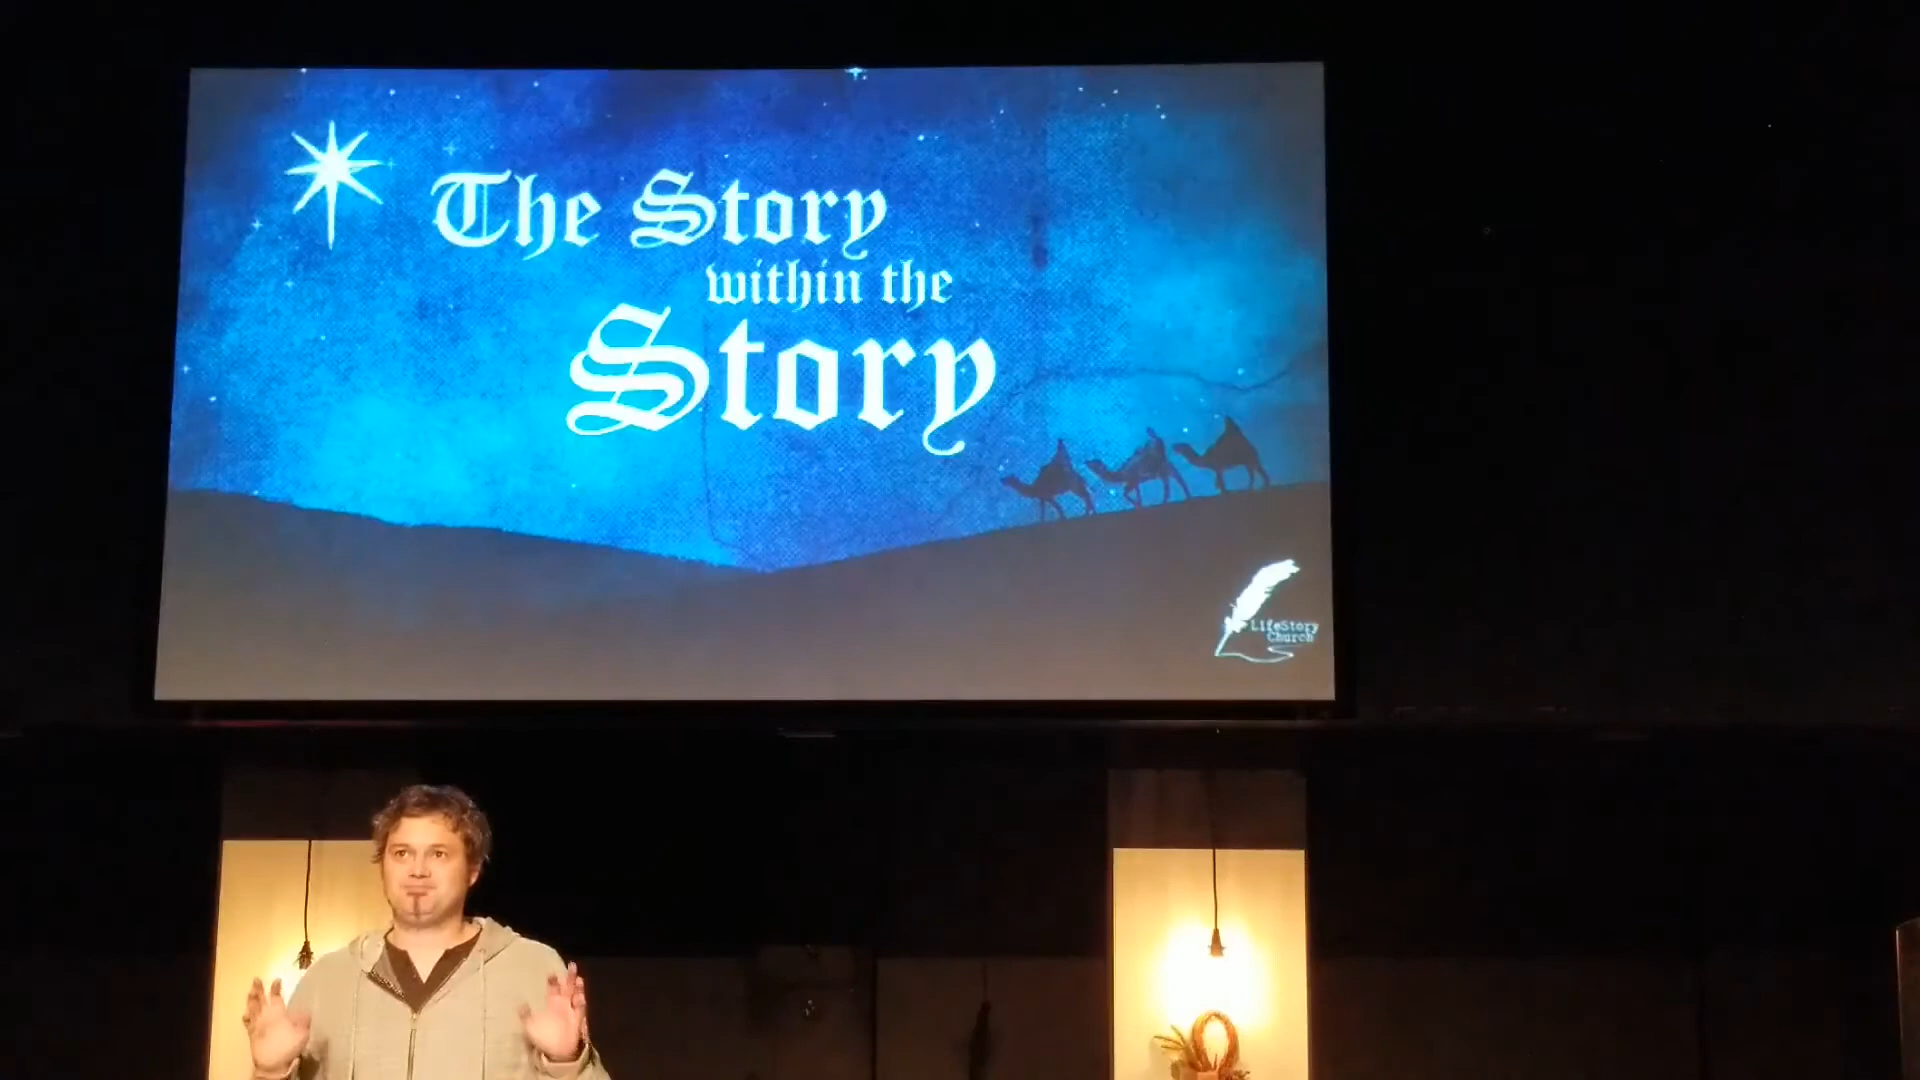 The Story
within the
Story
LifeStory
Church